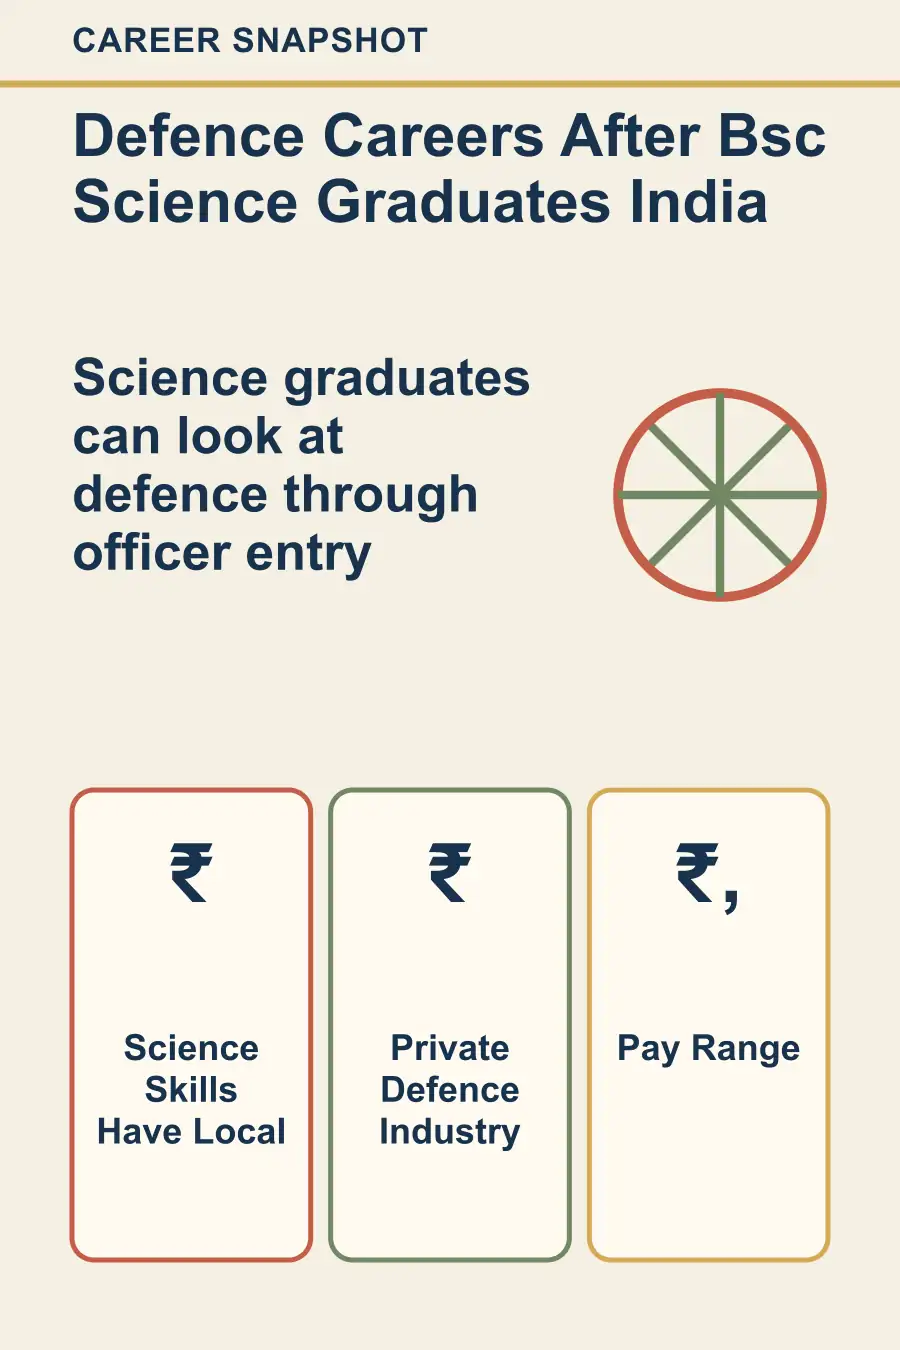 CAREER SNAPSHOT
Defence Careers After Bsc
Science Graduates India
Science graduates
can look at
defence through
officer entry
₹
Science
Skills
Have Local
₹
Private
Defence
Industry
₹,
Pay Range